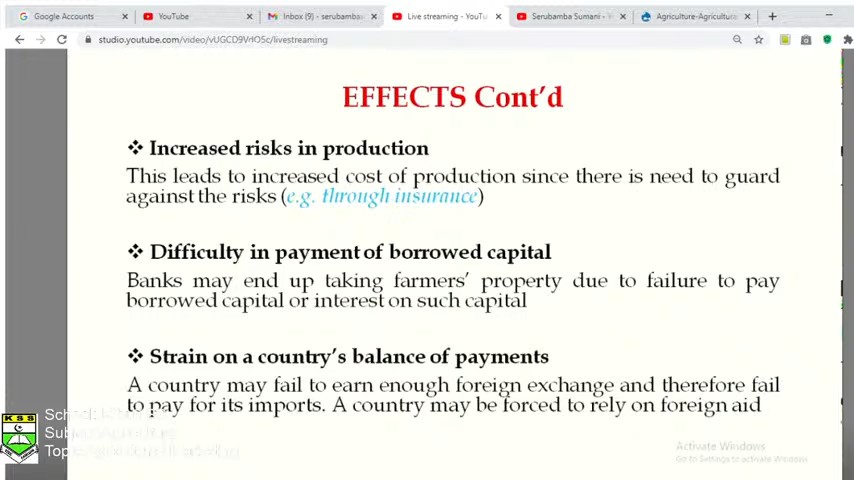 Google Accounts
YouTube
Inbox (9) - serubamba
Live streaming - YouTu
Serubamba Sumani - 
Agriculture-Agricultura
studio.youtube.com/video/vUGCD9VrIO5c/livestreaming
EFFECTS Cont'd
❖ Increased risks in production
This leads to increased cost of production since there is need to guard
against the risks (e.g. through insurance)
❖ Difficulty in payment of borrowed capital
Banks may end up taking farmers' property due to failure to pay
borrowed capital or interest on such capital
❖ Strain on a country's balance of payments
A country may fail to earn enough foreign exchange and therefore fail
to pay for its imports. A country may be forced to rely on foreign aid
KSS
Activate Windows
Go to Settings to activate Windows.